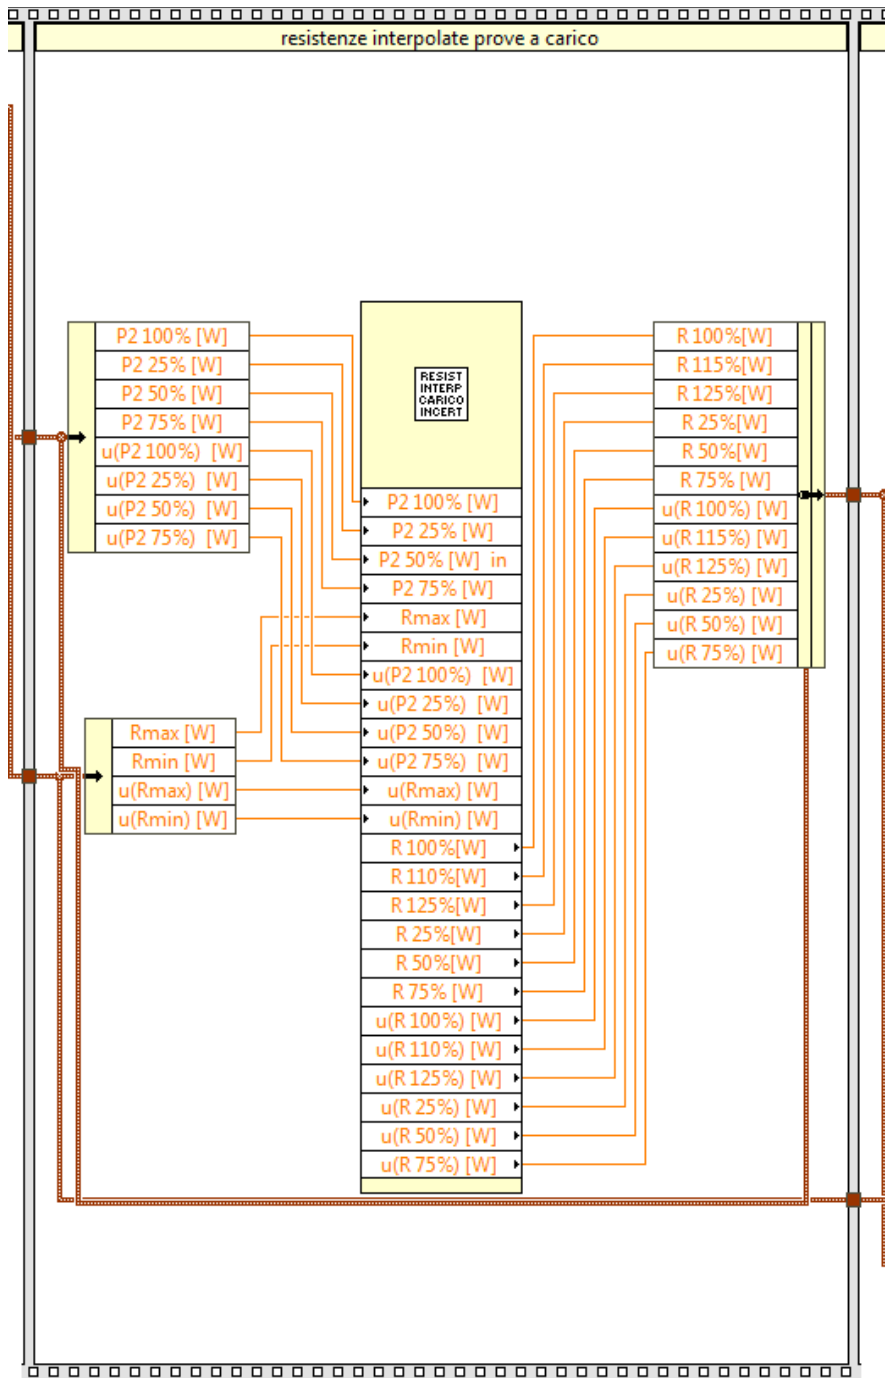 resistenze interpolate prove a carico
P2 100% [W]
P2 25% [W]
P2 50% [W]
P2 75% [W]
u(P2 100%) [W]
u(P2 25%) [W]
u(P2 50%) [W]
u(P2 75%) [W]
Rmax [W]
Rmin [W]
u(Rmax) [W]
u(Rmin) [W]
RESIST
INTERP
CARICO
INCERT
P2 100% [W]
P2 25% [W]
P2 50% [W] in
P2 75% [W]
Rmax [W]
Rmin [W]
u(P2 100%) [W]
u(P2 25%) [W]
u(P2 50%) [W]
u(P2 75%) [W]
u(Rmax) [W]
u(Rmin) [W]
R 100%[W]
R 110%[W]
R 125%[W]
R 25%[W]
R 50%[W]
R 75% [W]
u(R 100%) [W]
u(R 110%) [W]
u(R 125%) [W]
u(R 25%) [W]
u(R 50%) [W]
u(R 75%) [W]
R 100%[W]
R 115%[W]
R 125%[W]
R 25%[W]
R 50%[W]
R 75% [W]
u(R 100%) [W]
u(R 115%) [W]
u(R 125%) [W]
u(R 25%) [W]
u(R 50%) [W]
u(R 75%) [W]